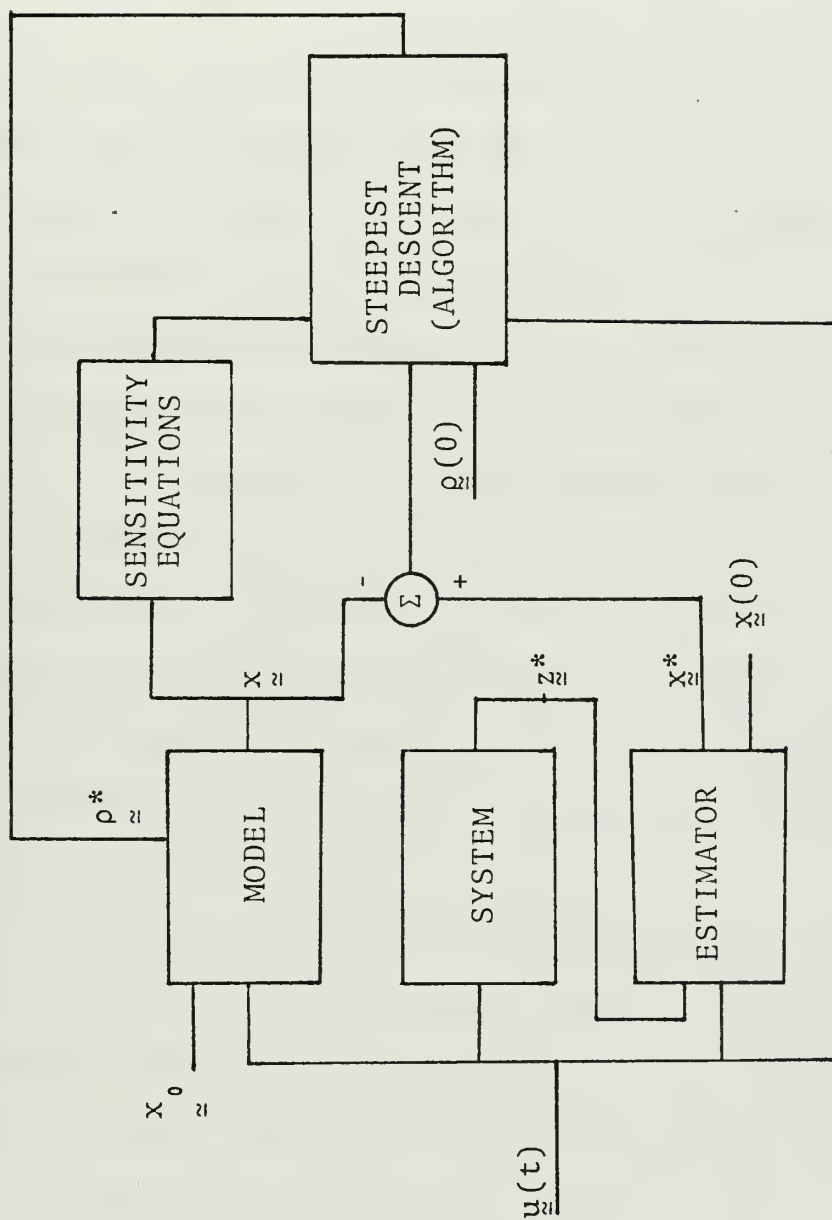 ρ*
SENSITIVITY
EQUATIONS
x₀
MODEL
x
STEEPEST
DESCENT
(ALGORITHM)
-
Σ
+
ρ(0)
u(t)
SYSTEM
z*
ESTIMATOR
x*
x(0)